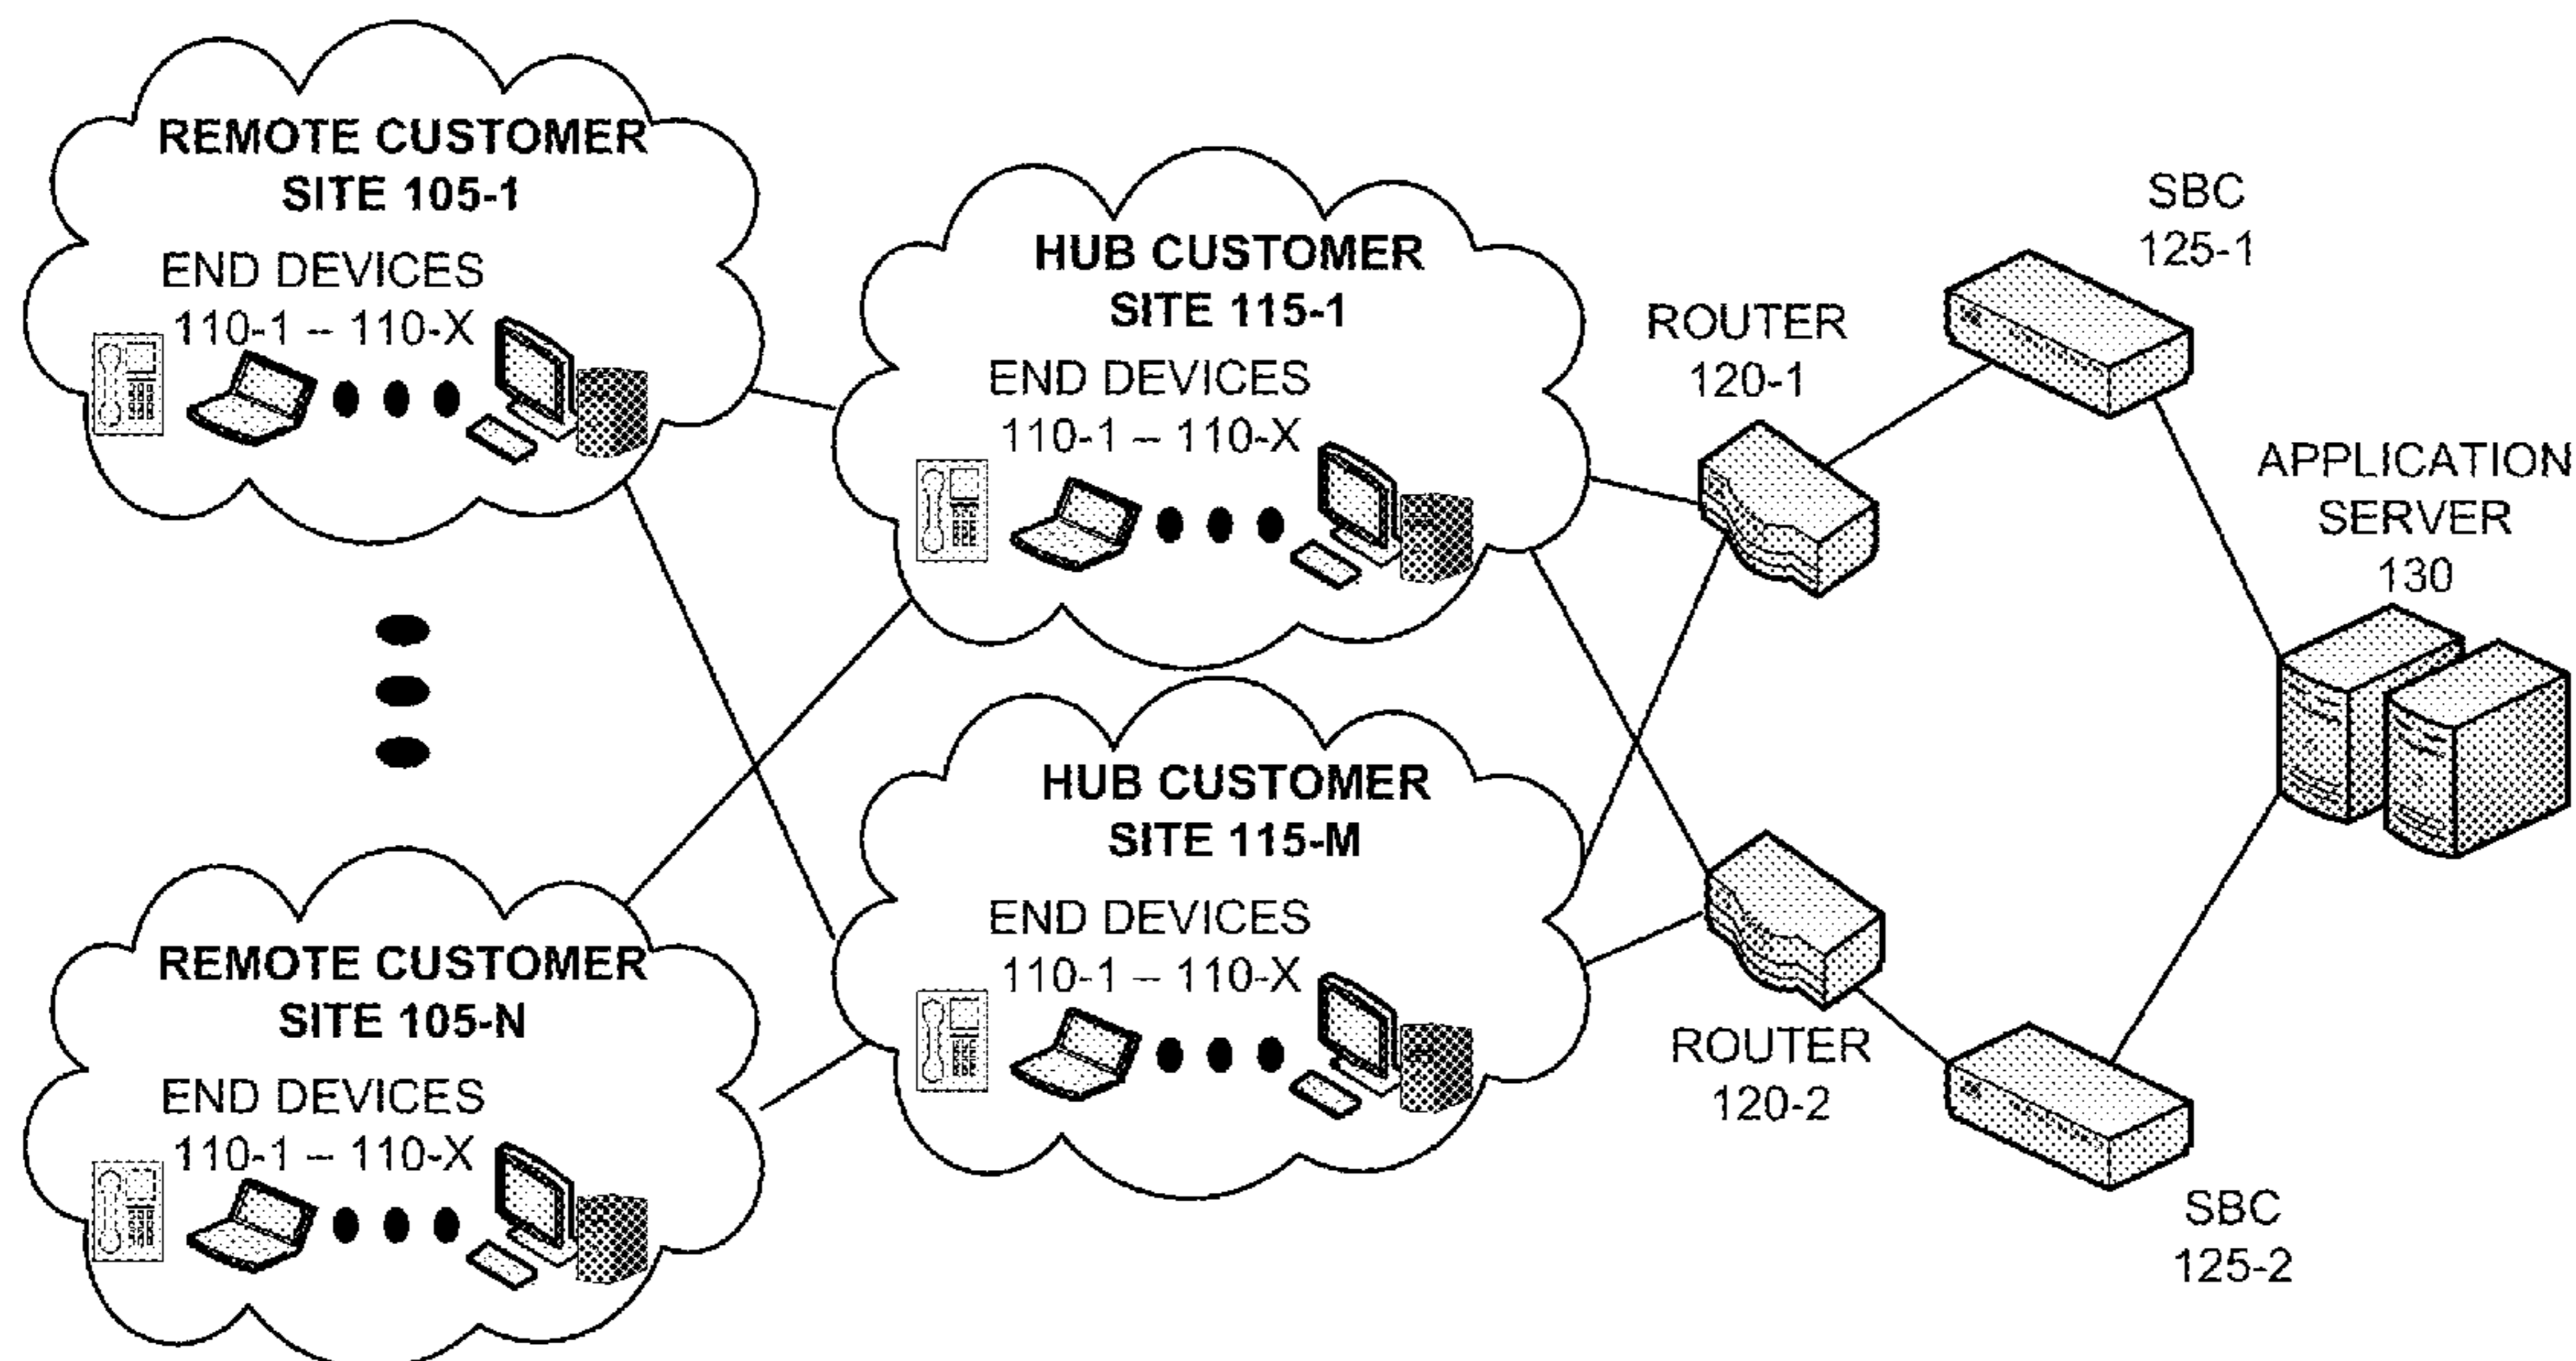 REMOTE CUSTOMER
SITE 105-1
END DEVICES
110-1 – 110-X
HUB CUSTOMER
SITE 115-1
END DEVICES
110-1 – 110-X
ROUTER
120-1
SBC
125-1
APPLICATION
SERVER
130
REMOTE CUSTOMER
SITE 105-N
END DEVICES
110-1 – 110-X
HUB CUSTOMER
SITE 115-M
END DEVICES
110-1 – 110-X
ROUTER
120-2
SBC
125-2